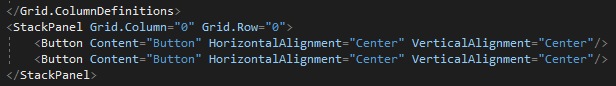 </Grid.ColumnDefinitions>
<StackPanel Grid.Column="0" Grid.Row="0">
<Button Content="Button" HorizontalAlignment="Center" VerticalAlignment="Center"/>
<Button Content="Button" HorizontalAlignment="Center" VerticalAlignment="Center"/>
</StackPanel>